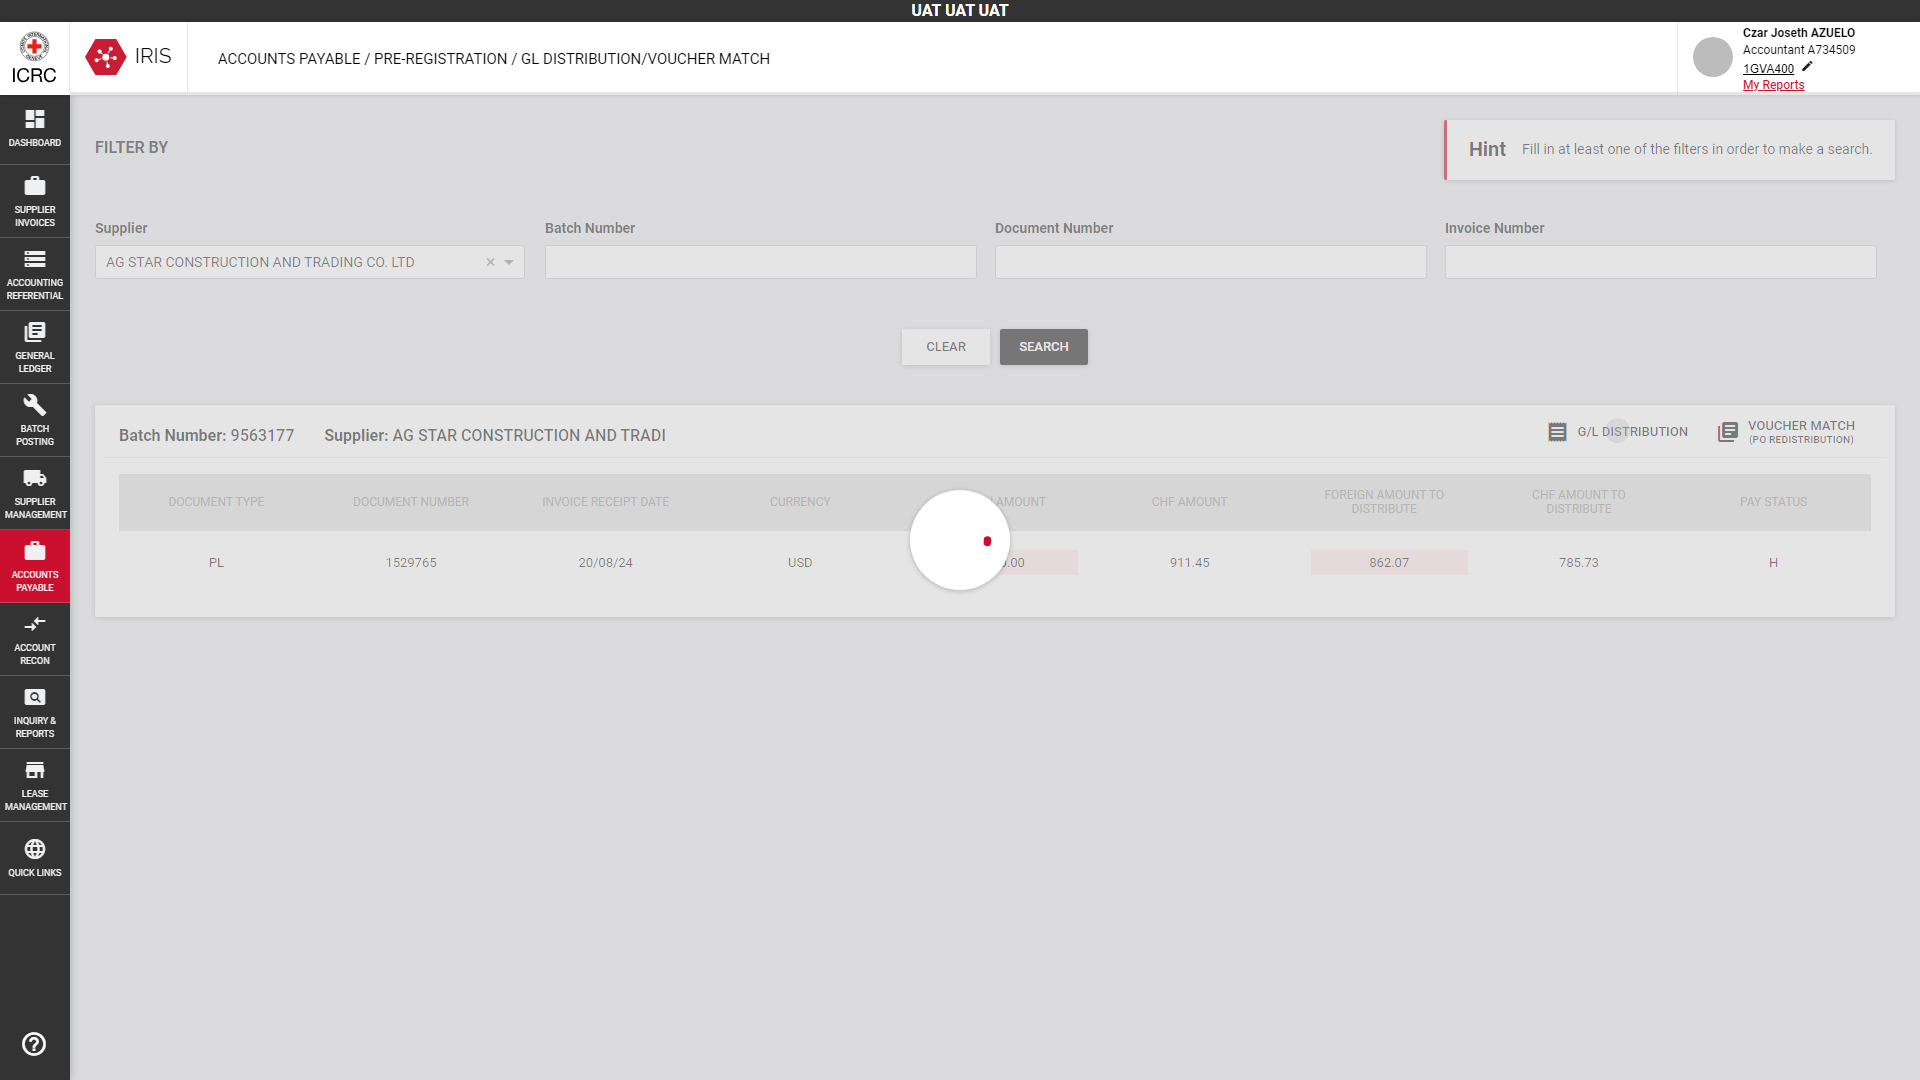 UAT UAT UAT
ICRC
IRIS
ACCOUNTS PAYABLE / PRE-REGISTRATION / GL DISTRIBUTION/VOUCHER MATCH
Czar Joseth AZUELO
Accountant A734509
1GVA400
My Reports
DASHBOARD
SUPPLIER
INVOICES
ACCOUNTING
REFERENTIAL
GENERAL
LEDGER
BATCH
POSTING
SUPPLIER
MANAGEMENT
ACCOUNTS
PAYABLE
ACCOUNT
RECON
INQUIRY &
REPORTS
LEASE
MANAGEMENT
QUICK LINKS
FILTER BY
Hint Fill in at least one of the filters in order to make a search.
Supplier
Batch Number
Document Number
Invoice Number
AG STAR CONSTRUCTION AND TRADING CO. LTD
CLEAR
SEARCH
Batch Number: 9563177 Supplier: AG STAR CONSTRUCTION AND TRADI
G/L DISTRIBUTION
VOUCHER MATCH
(PO REDISTRIBUTION)
DOCUMENT TYPE
DOCUMENT NUMBER
INVOICE RECEIPT DATE
CURRENCY
AMOUNT
CHF AMOUNT
FOREIGN AMOUNT TO
DISTRIBUTE
CHF AMOUNT TO
DISTRIBUTE
PAY STATUS
PL
1529765
20/08/24
USD
911.45
862.07
785.73
H